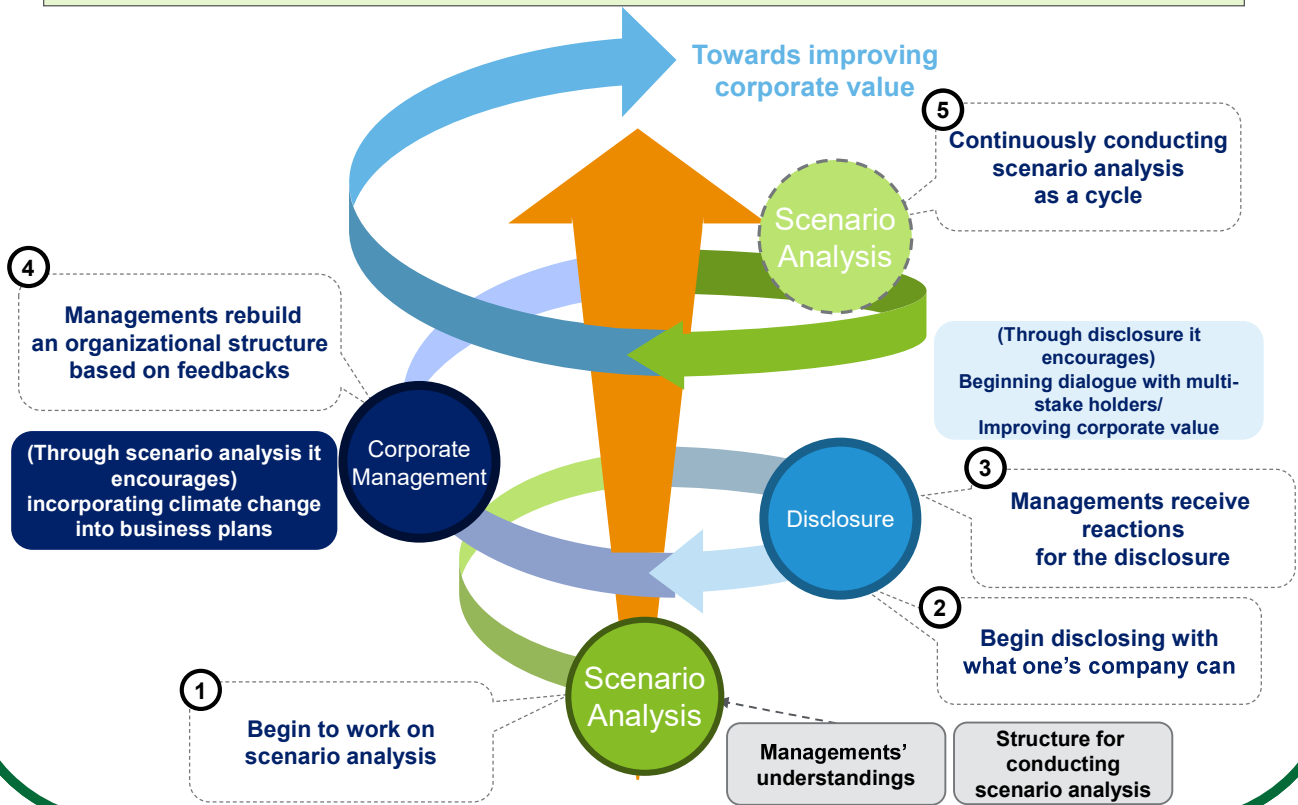 Towards improving
corporate value
5
Continuously conducting
scenario analysis
as a cycle
Scenario
Analysis
4
Managements rebuild
an organizational structure
based on feedbacks
(Through disclosure it
encourages)
Beginning dialogue with multi-
stake holders/
Improving corporate value
Corporate
Management
(Through scenario analysis it
encourages)
incorporating climate change
into business plans
3
Managements receive
reactions
for the disclosure
Disclosure
2
Begin disclosing with
what one’s company can
1
Begin to work on
scenario analysis
Scenario
Analysis
Managements’
understandings
Structure for
conducting
scenario analysis